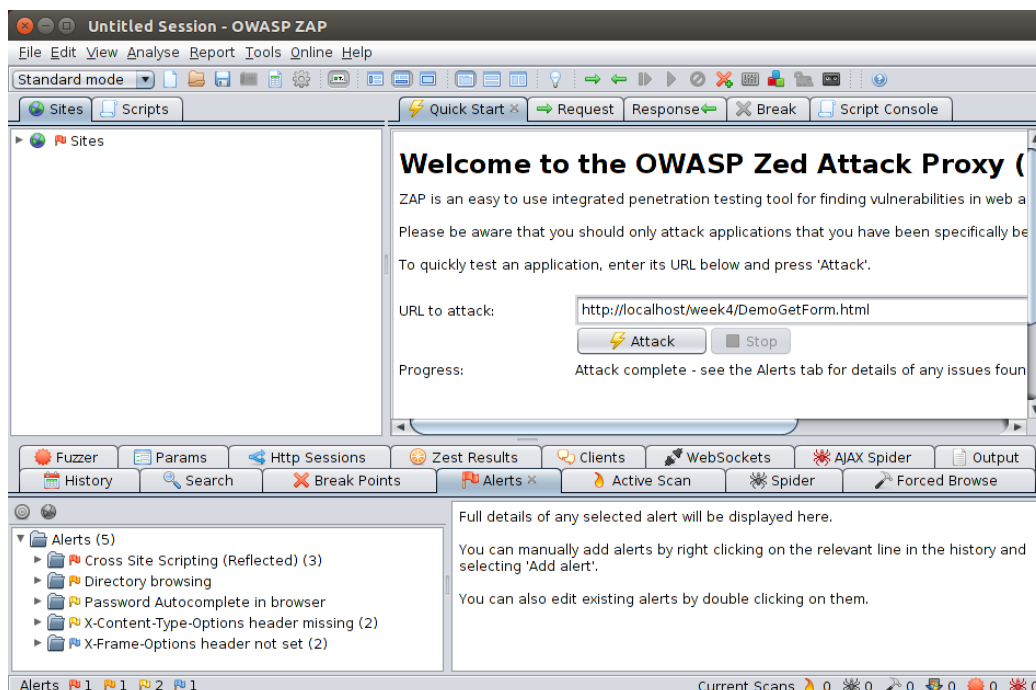 Untitled Session - OWASP ZAP
File Edit View Analyse Report Tools Online Help
Standard mode
Sites Scripts
Quick Start Request Response Break Script Console
Sites
Welcome to the OWASP Zed Attack Proxy (
ZAP is an easy to use integrated penetration testing tool for finding vulnerabilities in web a
Please be aware that you should only attack applications that you have been specifically be
To quickly test an application, enter its URL below and press 'Attack'.
URL to attack: http://localhost/week4/DemoGetForm.html
Attack Stop
Progress: Attack complete - see the Alerts tab for details of any issues foun
Fuzzer Params Http Sessions Zest Results Clients WebSockets AJAX Spider Output
History Search Break Points Alerts Active Scan Spider Forced Browse
Alerts (5)
Cross Site Scripting (Reflected) (3)
Directory browsing
Password Autocomplete in browser
X-Content-Type-Options header missing (2)
X-Frame-Options header not set (2)
Full details of any selected alert will be displayed here.
You can manually add alerts by right clicking on the relevant line in the history and
selecting 'Add alert'.
You can also edit existing alerts by double clicking on them.
Alerts 1 1 2 1 Current Scans 0 0 0 0 0 0